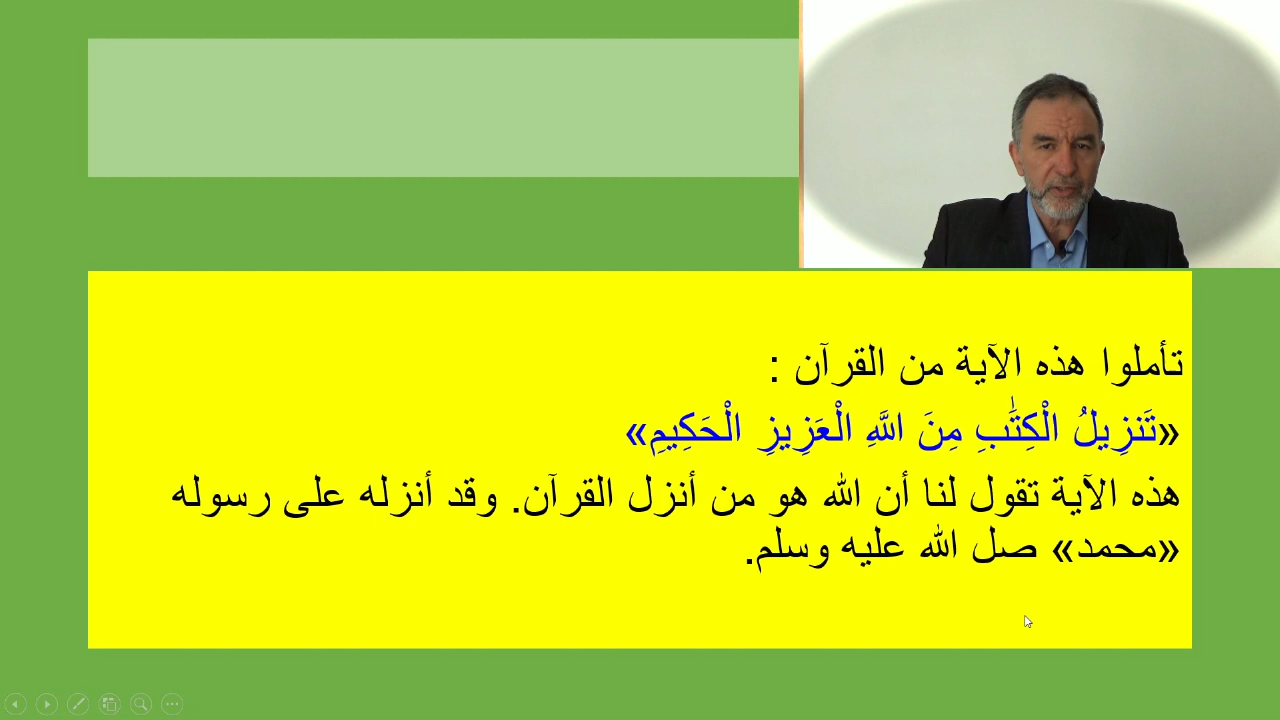 تأملوا هذه الآية من القرآن :
«تَنزِيلُ الْكِتَٰبِ مِنَ اللَّهِ الْعَزِيزِ الْحَكِيمِ»
هذه الآية تقول لنا أن الله هو من أنزل القرآن. وقد أنزله على رسوله
«محمد» صل الله عليه وسلم.